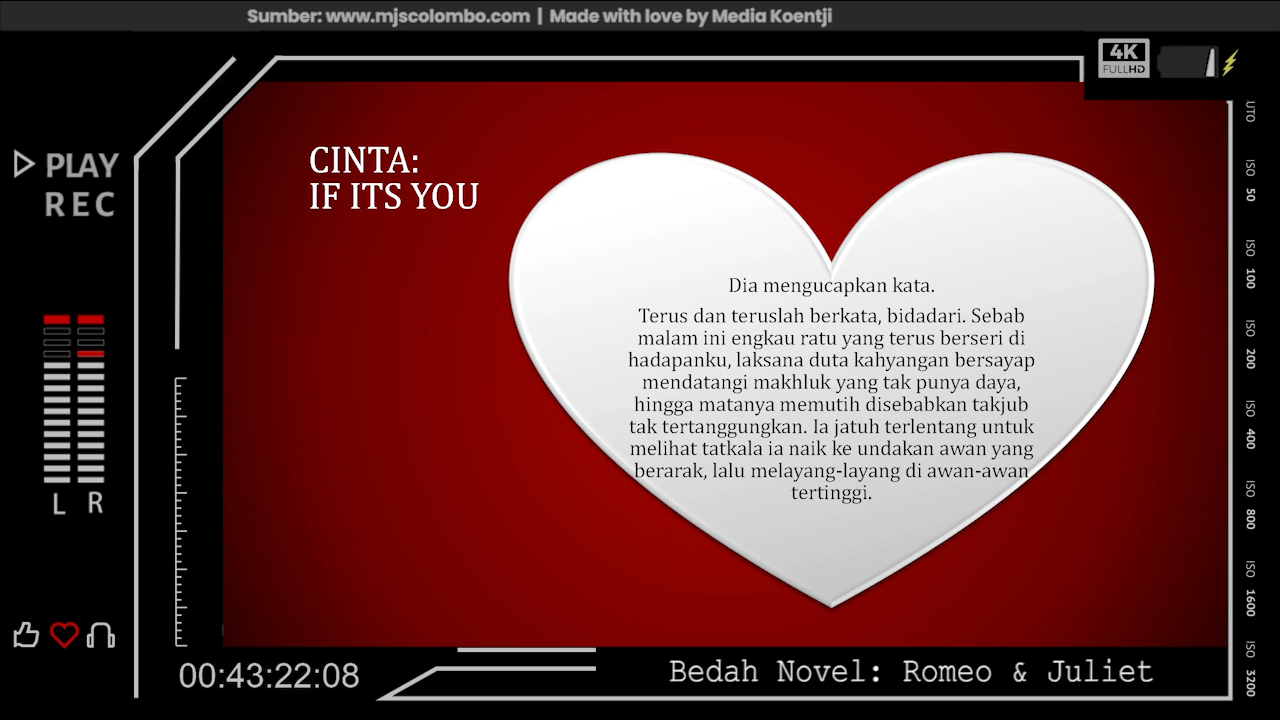 Sumber: www.mjscolombo.com | Made with love by Media Koentji
4K
FULLHD
PLAY
REC
CINTA:
IF ITS YOU
Dia mengucapkan kata.
Terus dan teruslah berkata, bidadari. Sebab
malam ini engkau ratu yang terus berseri di
hadapanku, laksana duta kahyangan bersayap
mendatangi makhluk yang tak punya daya,
hingga matanya memutih disebabkan takjub
tak tertanggungkan. Ia jatuh terlentang untuk
melihat tatkala ia naik ke undakan awan yang
berarak, lalu melayang-layang di awan-awan
tertinggi.
L R
UTO
ISO 50
ISO 100
ISO 200
ISO 400
ISO 800
ISO 1600
ISO 3200
00:43:22:08
Bedah Novel: Romeo & Juliet